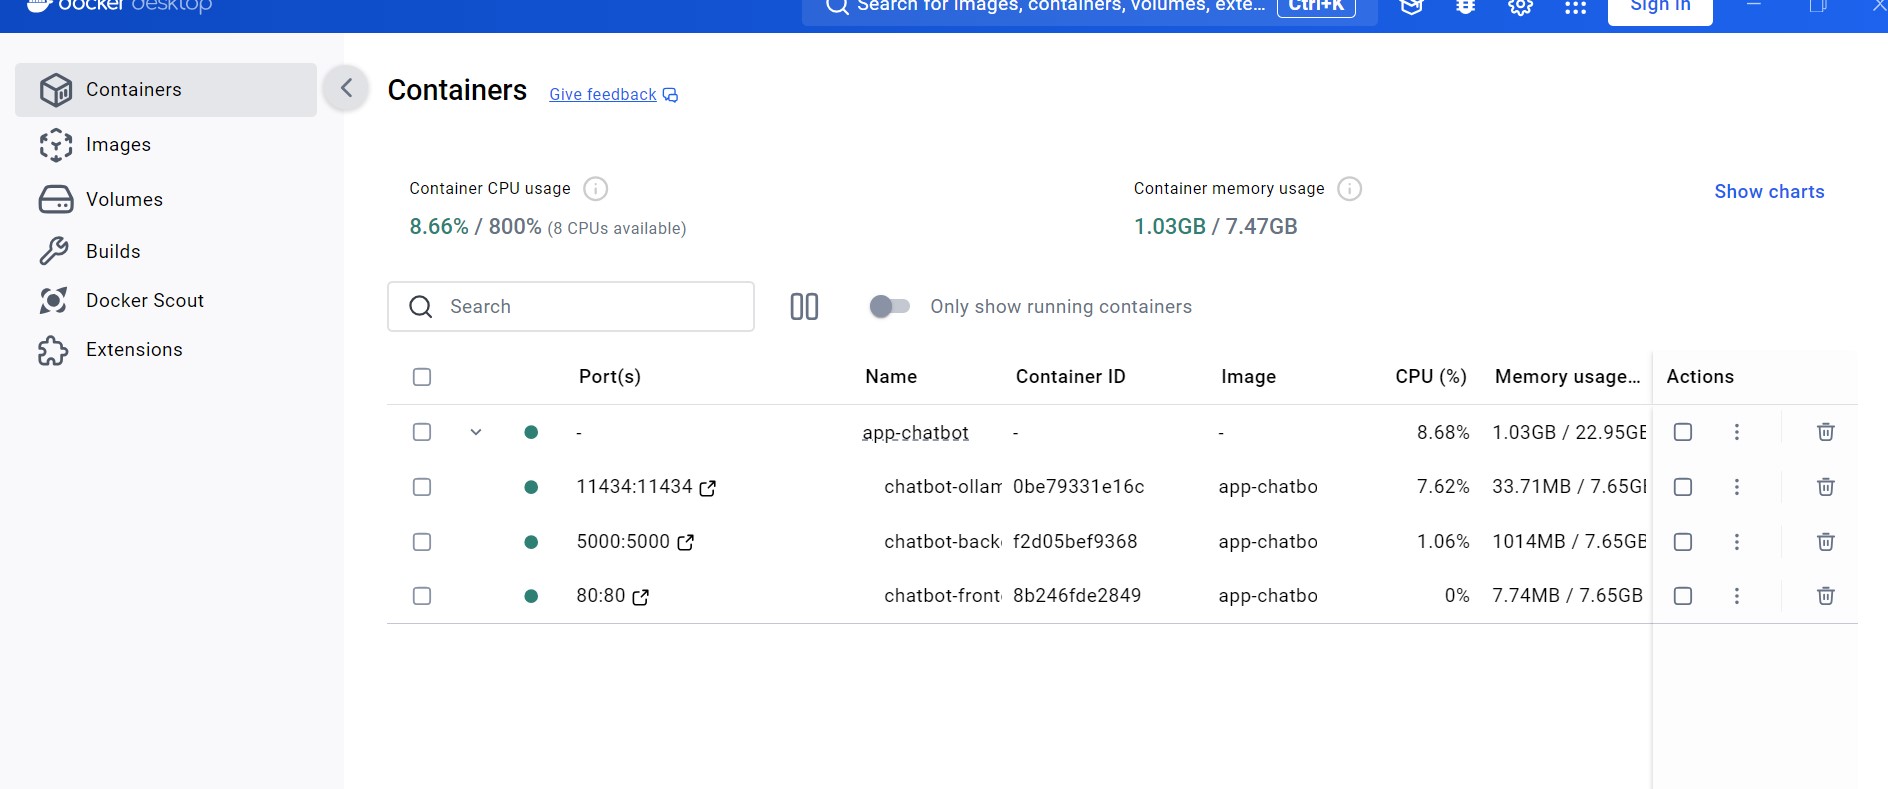 docker desktop
Search for images, containers, volumes, exte... Ctrl+K
Sign in
Containers
Images
Volumes
Builds
Docker Scout
Extensions
Containers Give feedback
Container CPU usage
8.66% / 800% (8 CPUs available)
Container memory usage
1.03GB / 7.47GB
Show charts
Search
Only show running containers
Port(s) Name Container ID Image CPU (%) Memory usage... Actions
- app-chatbot - - 8.68% 1.03GB / 22.95GB
11434:11434 chatbot-ollam 0be79331e16c app-chatbo 7.62% 33.71MB / 7.65GB
5000:5000 chatbot-back f2d05bef9368 app-chatbo 1.06% 1014MB / 7.65GB
80:80 chatbot-front 8b246fde2849 app-chatbo 0% 7.74MB / 7.65GB